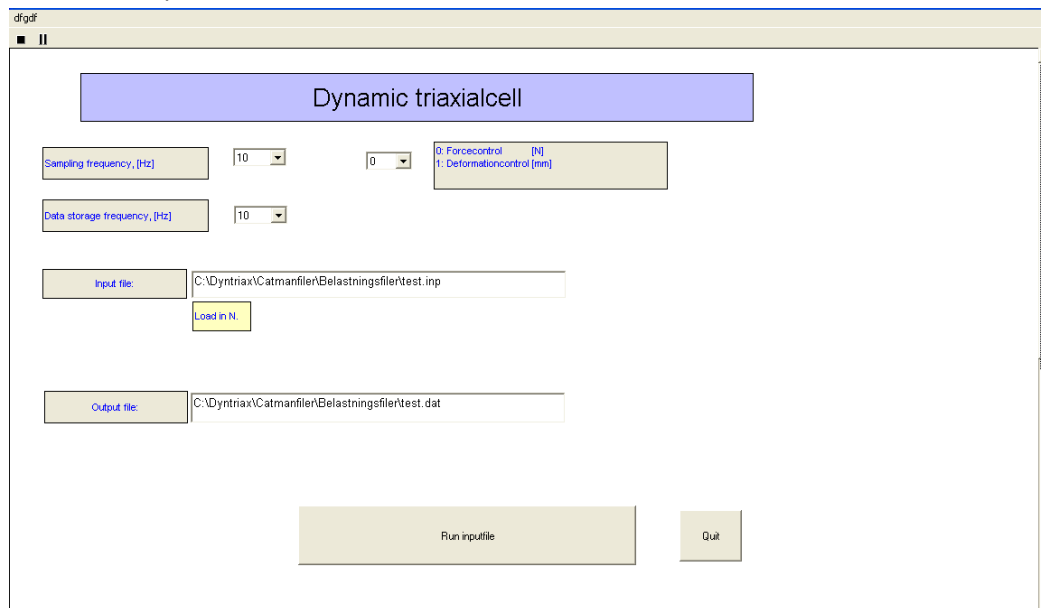 dfgdf
Dynamic triaxialcell
Sampling frequency, [Hz]
10
0
0: Forcecontrol [N]
1: Deformationcontrol [mm]
Data storage frequency, [Hz]
10
Input file:
C:\Dyntriax\Catmanfiler\Belastningsfiler\test.inp
Load in N.
Output file:
C:\Dyntriax\Catmanfiler\Belastningsfiler\test.dat
Run inputfile
Quit